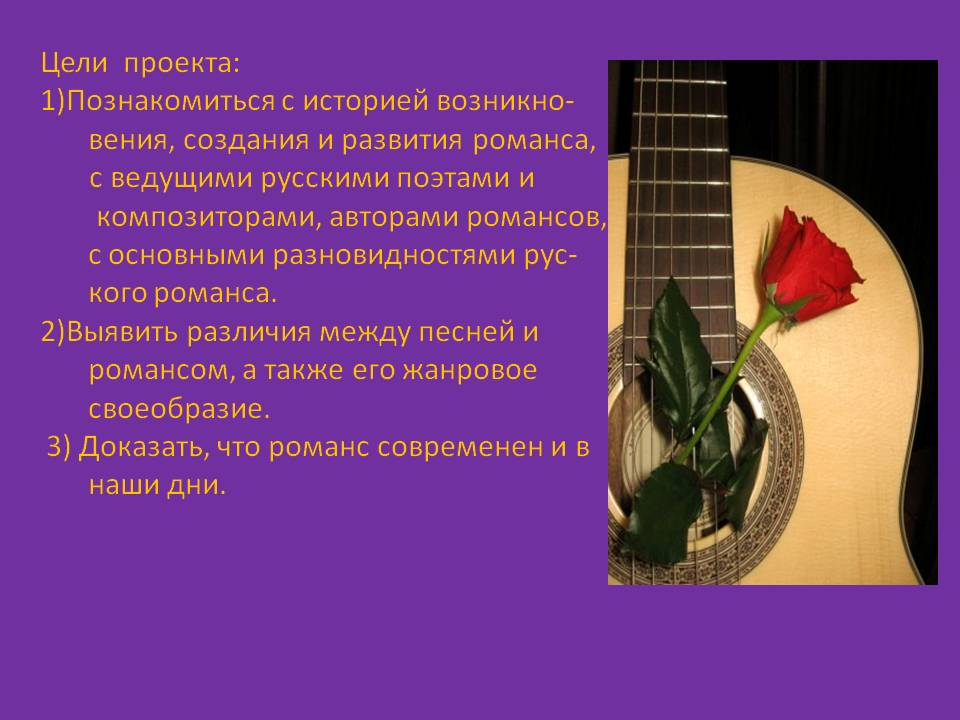 Цели проекта:
1)Познакомиться с историей возникно-
вения, создания и развития романса,
с ведущими русскими поэтами и
композиторами, авторами романсов,
с основными разновидностями рус-
кого романса.
2)Выявить различия между песней и
романсом, а также его жанровое
своеобразие.
3) Доказать, что романс современен и в
наши дни.